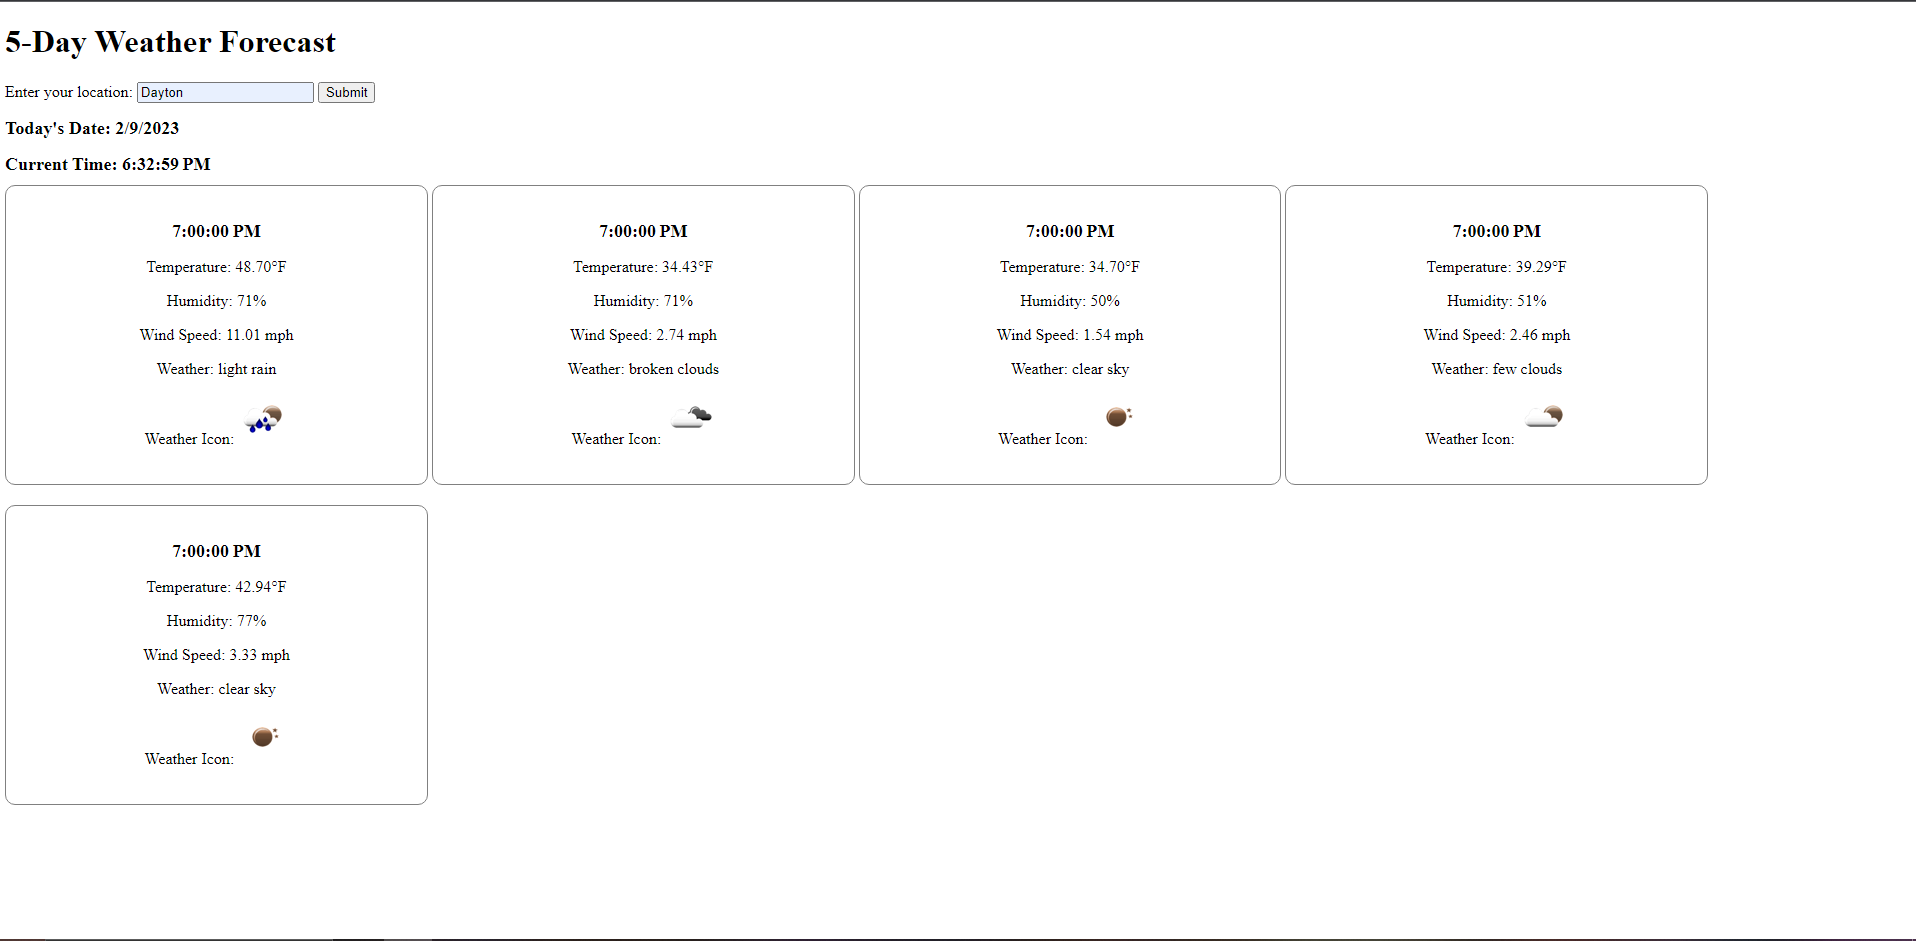 5-Day Weather Forecast
Enter your location: Dayton Submit
Today's Date: 2/9/2023
Current Time: 6:32:59 PM
7:00:00 PM
Temperature: 48.70°F
Humidity: 71%
Wind Speed: 11.01 mph
Weather: light rain
Weather Icon:
7:00:00 PM
Temperature: 34.43°F
Humidity: 71%
Wind Speed: 2.74 mph
Weather: broken clouds
Weather Icon:
7:00:00 PM
Temperature: 34.70°F
Humidity: 50%
Wind Speed: 1.54 mph
Weather: clear sky
Weather Icon:
7:00:00 PM
Temperature: 39.29°F
Humidity: 51%
Wind Speed: 2.46 mph
Weather: few clouds
Weather Icon:
7:00:00 PM
Temperature: 42.94°F
Humidity: 77%
Wind Speed: 3.33 mph
Weather: clear sky
Weather Icon: